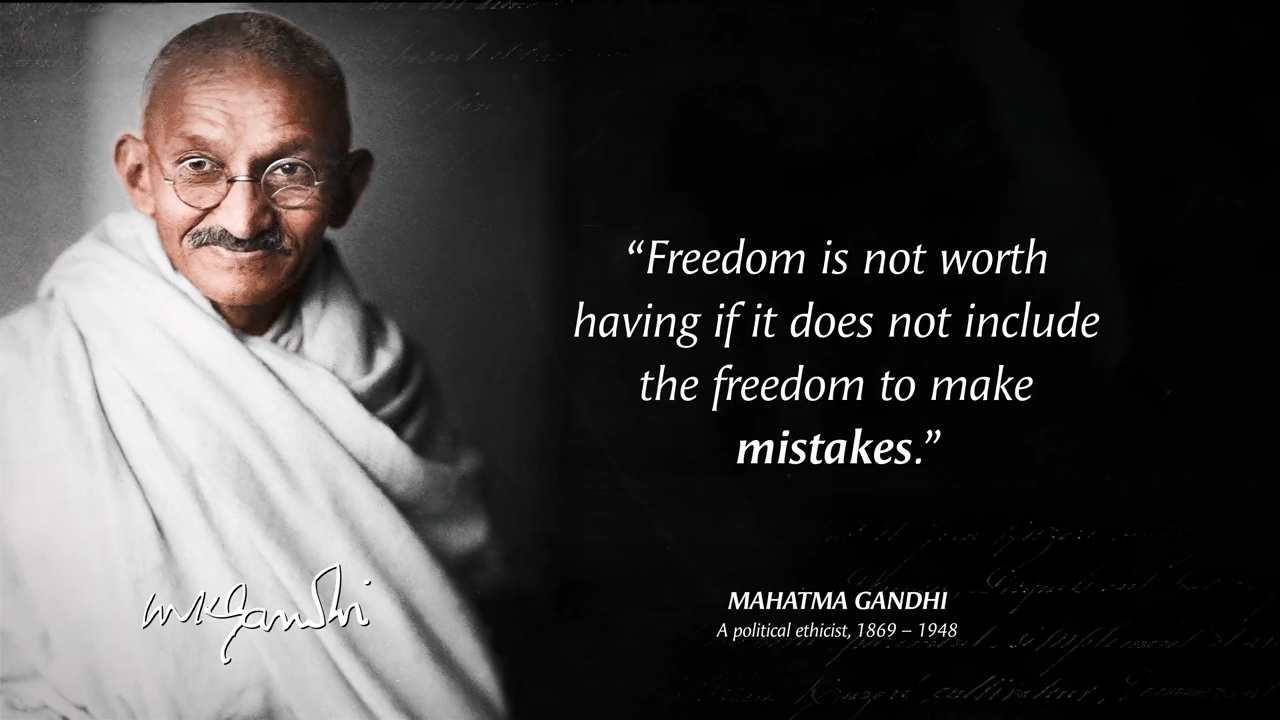 “Freedom is not worth
having if it does not include
the freedom to make
mistakes.”
MKGandhi
MAHATMA GANDHI
A political ethicist, 1869 – 1948